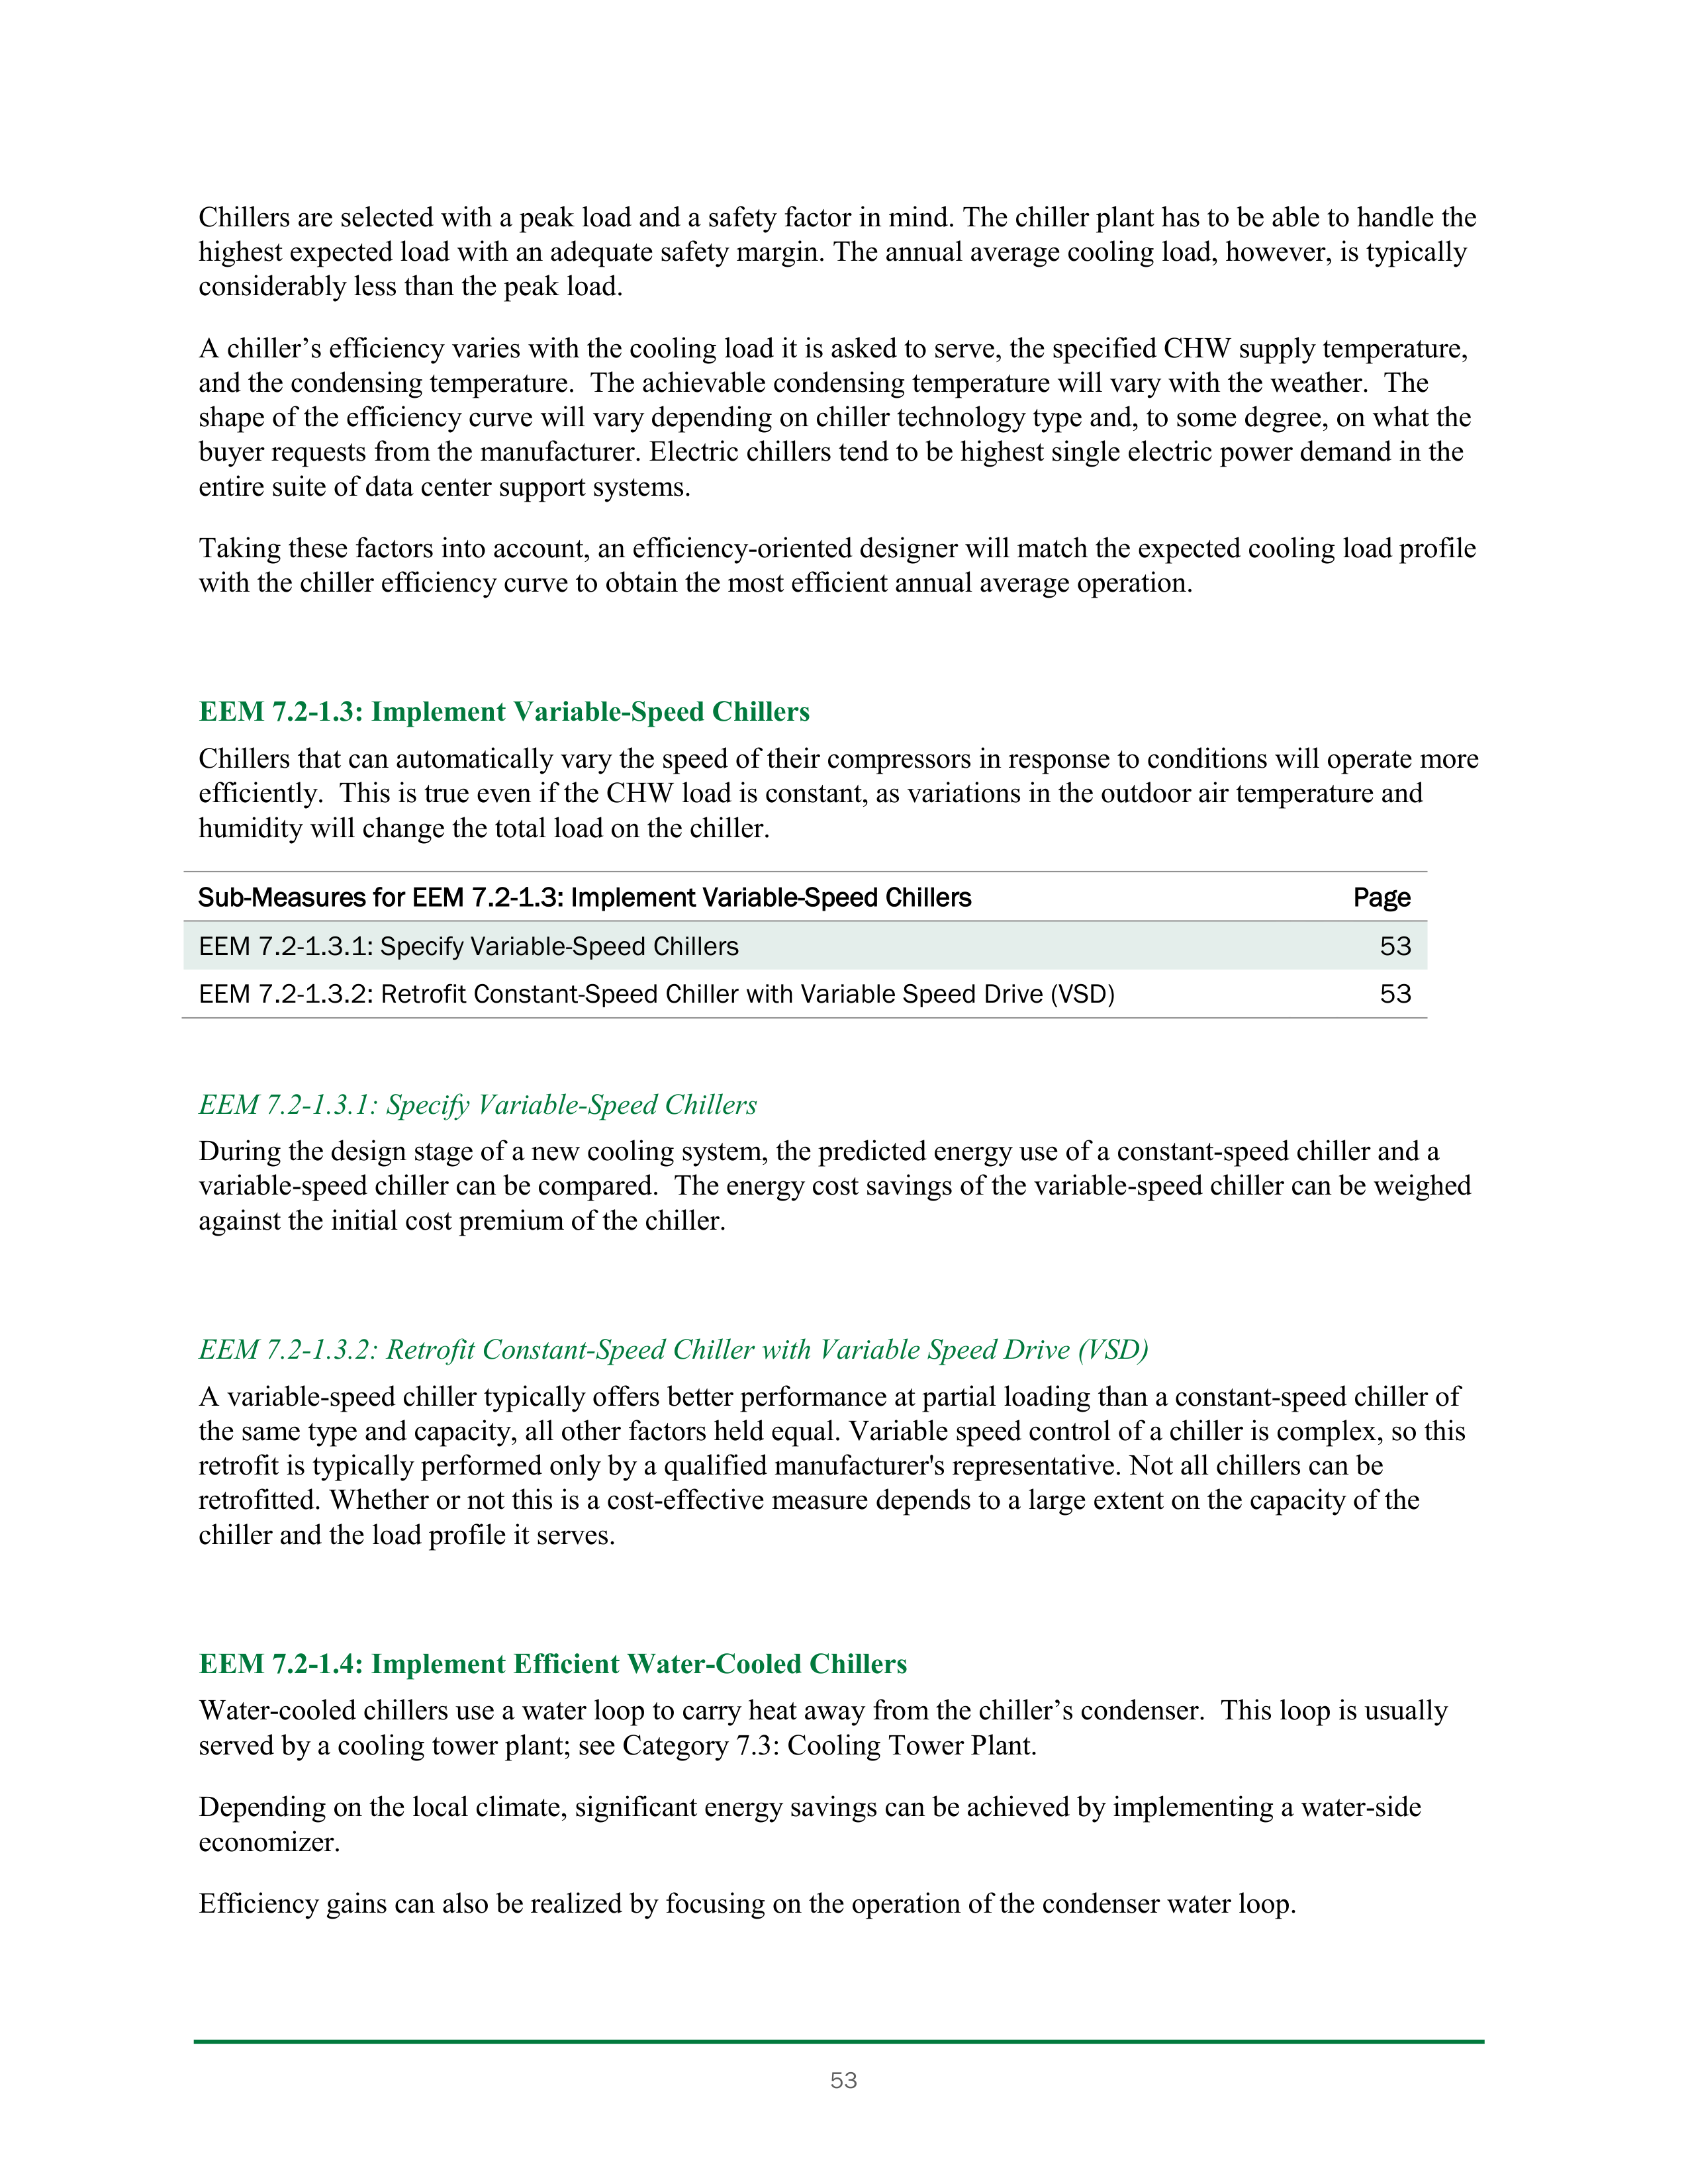 Chillers are selected with a peak load and a safety factor in mind. The chiller plant has to be able to handle the
highest expected load with an adequate safety margin. The annual average cooling load, however, is typically
considerably less than the peak load.
A chiller’s efficiency varies with the cooling load it is asked to serve, the specified CHW supply temperature,
and the condensing temperature.  The achievable condensing temperature will vary with the weather.  The
shape of the efficiency curve will vary depending on chiller technology type and, to some degree, on what the
buyer requests from the manufacturer. Electric chillers tend to be highest single electric power demand in the
entire suite of data center support systems.
Taking these factors into account, an efficiency-oriented designer will match the expected cooling load profile
with the chiller efficiency curve to obtain the most efficient annual average operation.
EEM 7.2-1.3: Implement Variable-Speed Chillers
Chillers that can automatically vary the speed of their compressors in response to conditions will operate more
efficiently.  This is true even if the CHW load is constant, as variations in the outdoor air temperature and
humidity will change the total load on the chiller.
Sub-Measures for EEM 7.2-1.3: Implement Variable-Speed Chillers Page
EEM 7.2-1.3.1: Specify Variable-Speed Chillers 53
EEM 7.2-1.3.2: Retrofit Constant-Speed Chiller with Variable Speed Drive (VSD) 53
EEM 7.2-1.3.1: Specify Variable-Speed Chillers
During the design stage of a new cooling system, the predicted energy use of a constant-speed chiller and a
variable-speed chiller can be compared.  The energy cost savings of the variable-speed chiller can be weighed
against the initial cost premium of the chiller.
EEM 7.2-1.3.2: Retrofit Constant-Speed Chiller with Variable Speed Drive (VSD)
A variable-speed chiller typically offers better performance at partial loading than a constant-speed chiller of
the same type and capacity, all other factors held equal. Variable speed control of a chiller is complex, so this
retrofit is typically performed only by a qualified manufacturer's representative. Not all chillers can be
retrofitted. Whether or not this is a cost-effective measure depends to a large extent on the capacity of the
chiller and the load profile it serves.
EEM 7.2-1.4: Implement Efficient Water-Cooled Chillers
Water-cooled chillers use a water loop to carry heat away from the chiller’s condenser.  This loop is usually
served by a cooling tower plant; see Category 7.3: Cooling Tower Plant.
Depending on the local climate, significant energy savings can be achieved by implementing a water-side
economizer.
Efficiency gains can also be realized by focusing on the operation of the condenser water loop.
53